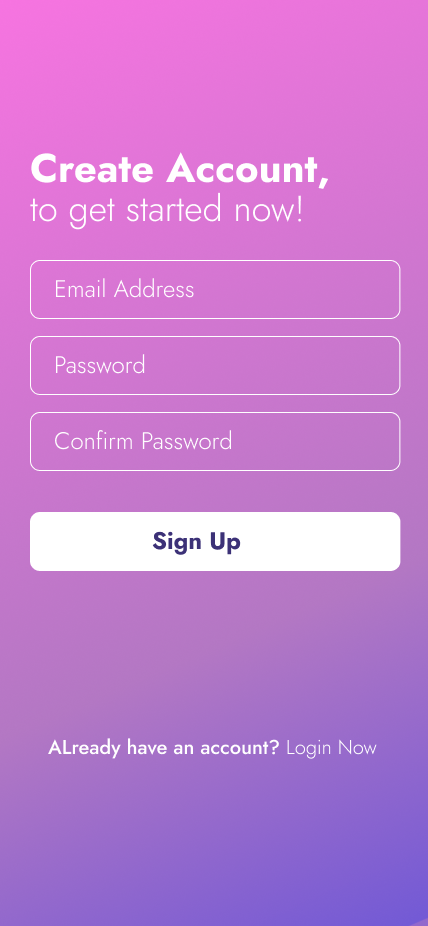 Create Account,
to get started now!
Email Address
Password
Confirm Password
Sign Up
ALready have an account? Login Now